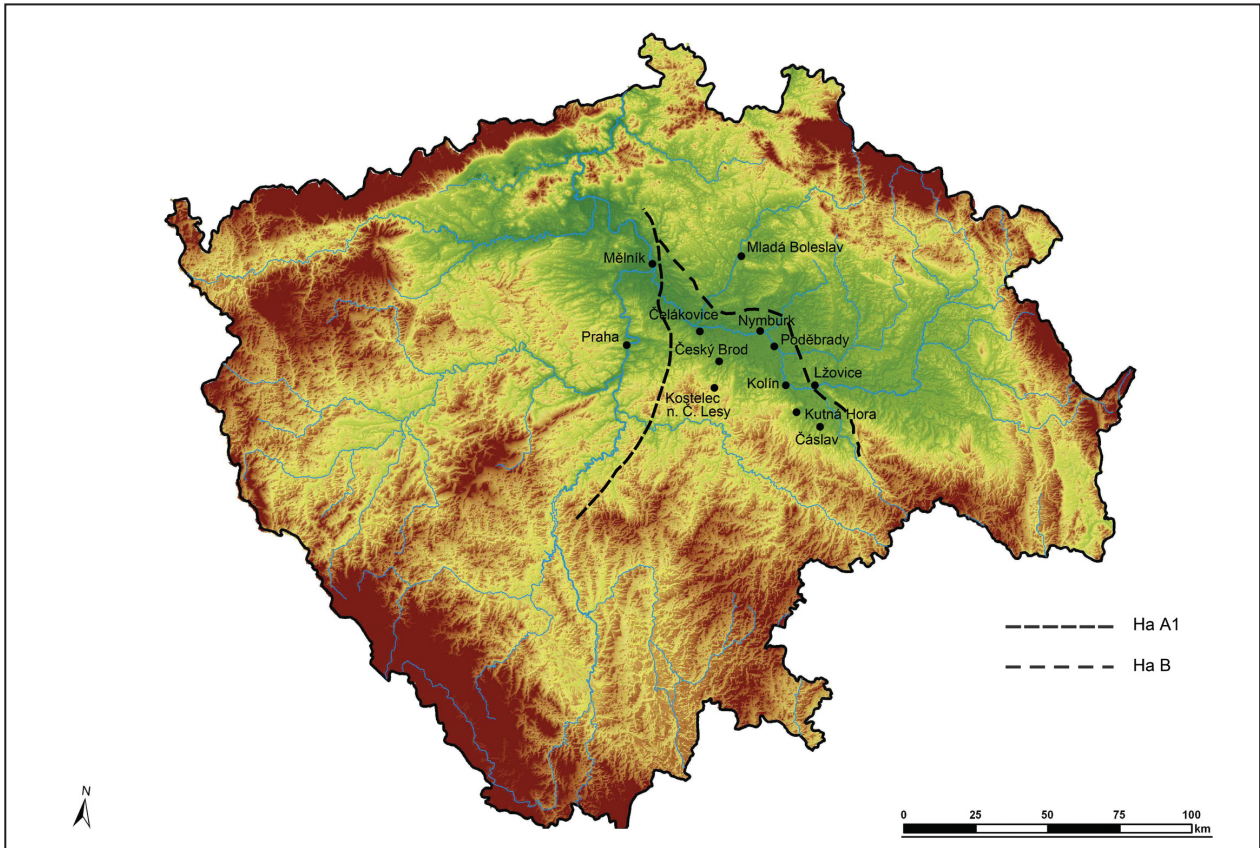 Mladá Boleslav
Mělník
Čelákovice
Nymburk
Praha
Poděbrady
Český Brod
Kolín
Lžovice
Kostelec
n. Č. Lesy
Kutná Hora
Čáslav
Ha A1
Ha B
N
0 25 50 75 100
km